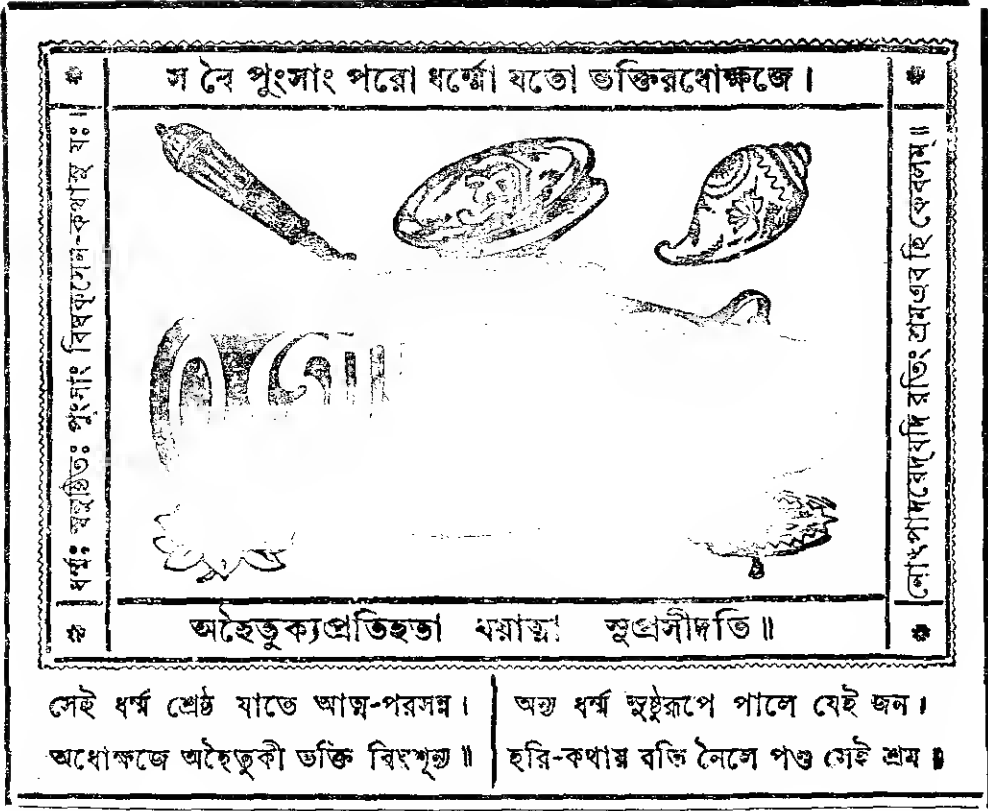 স বৈ পুংসাং পরো ধর্ম্মো যতো ভক্তিরধোক্ষজে।
ধর্ম্মঃ স্বনুষ্ঠিতঃ পুংসাং বিষ্বক্‌সেন-কথাসু যঃ।
নোৎপাদয়েদ্‌যদি রতিং শ্রমএব হি কেবলম্॥
অহৈতুক্যপ্রতিহতা যয়াত্মা সুপ্রসীদতি॥
সেই ধর্ম্ম শ্রেষ্ঠ যাতে আত্ম-পরসন্ন।
অধোক্ষজে অহৈতুকী ভক্তি বিঘ্নশূন্য॥
অন্য ধর্ম্ম সুষ্ঠুরূপে পালে যেই জন।
হরি-কথায় রতি নৈলে পণ্ড সেই শ্রম॥